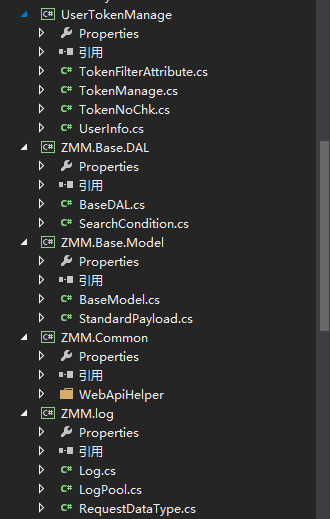 UserTokenManage
Properties
引用
TokenFilterAttribute.cs
TokenManage.cs
TokenNoChk.cs
UserInfo.cs
ZMM.Base.DAL
Properties
引用
BaseDAL.cs
SearchCondition.cs
ZMM.Base.Model
Properties
引用
BaseModel.cs
StandardPayload.cs
ZMM.Common
Properties
引用
WebApiHelper
ZMM.log
Properties
引用
Log.cs
LogPool.cs
RequestDataType.cs